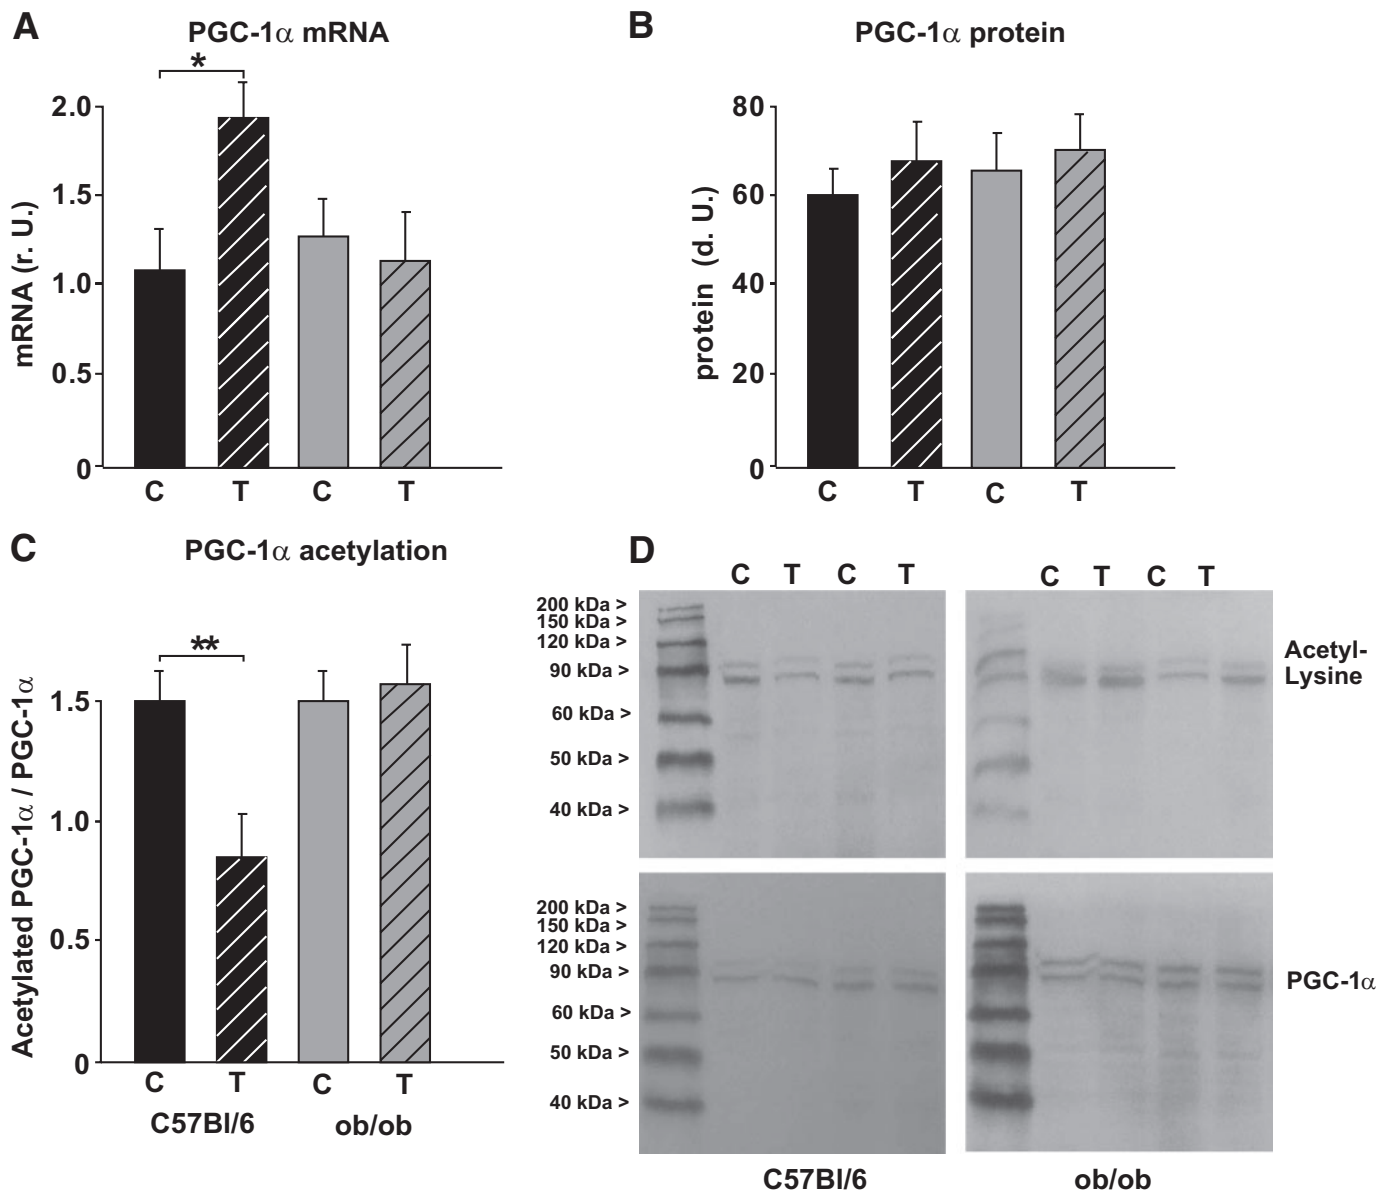 A
PGC-1α mRNA
*
2.0
1.5
1.0
0.5
0
mRNA (r. U.)
C T C T
B
PGC-1α protein
80
60
40
20
0
protein (d. U.)
C T C T
C
PGC-1α acetylation
**
1.5
1.0
0.5
0
Acetylated PGC-1α / PGC-1α
C T C T
C57Bl/6 ob/ob
D
C T C T C T C T
200 kDa >
150 kDa >
120 kDa >
90 kDa >
60 kDa >
50 kDa >
40 kDa >
Acetyl-
Lysine
200 kDa >
150 kDa >
120 kDa >
90 kDa >
60 kDa >
50 kDa >
40 kDa >
PGC-1α
C57Bl/6 ob/ob